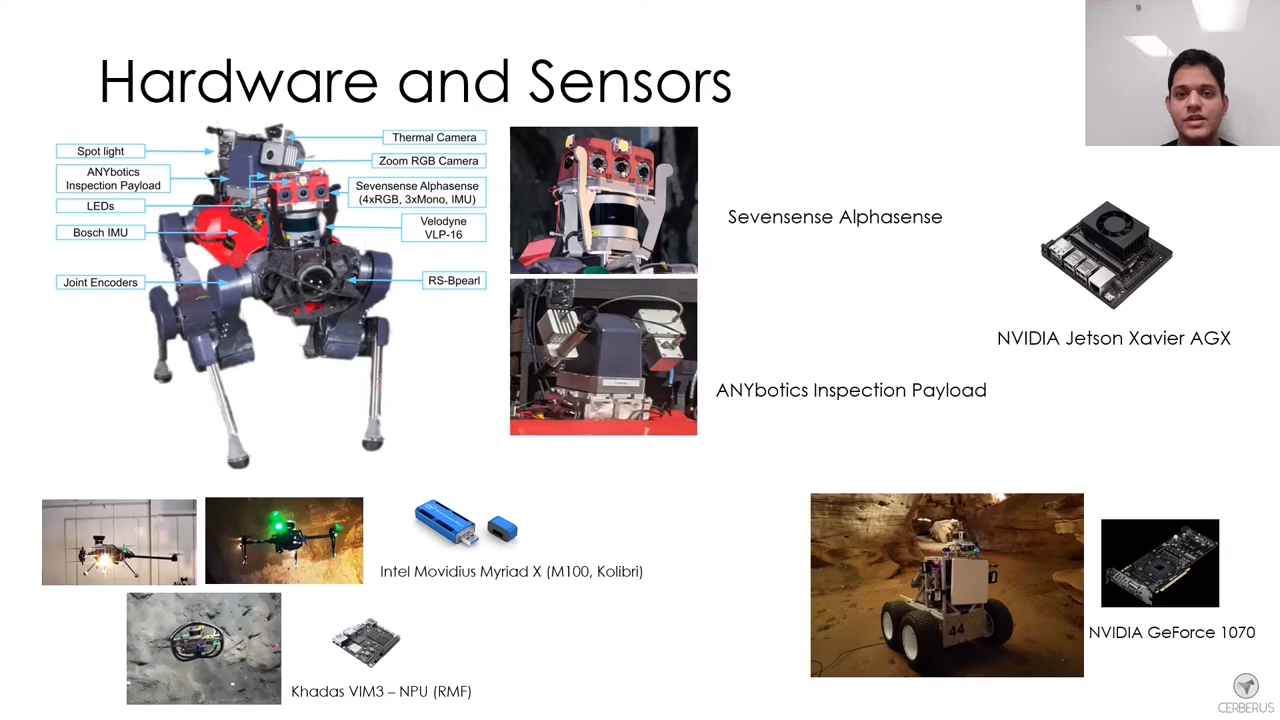 Hardware and Sensors
Spot light
ANYbotics
Inspection Payload
LEDs
Bosch IMU
Joint Encoders
Thermal Camera
Zoom RGB Camera
Sevensense Alphasense
(4xRGB, 3xMono, IMU)
Velodyne
VLP-16
RS-Bpearl
Sevensense Alphasense
NVIDIA Jetson Xavier AGX
ANYbotics Inspection Payload
Intel Movidius Myriad X (M100, Kolibri)
44
NVIDIA GeForce 1070
Khadas VIM3 – NPU (RMF)
CERBERUS